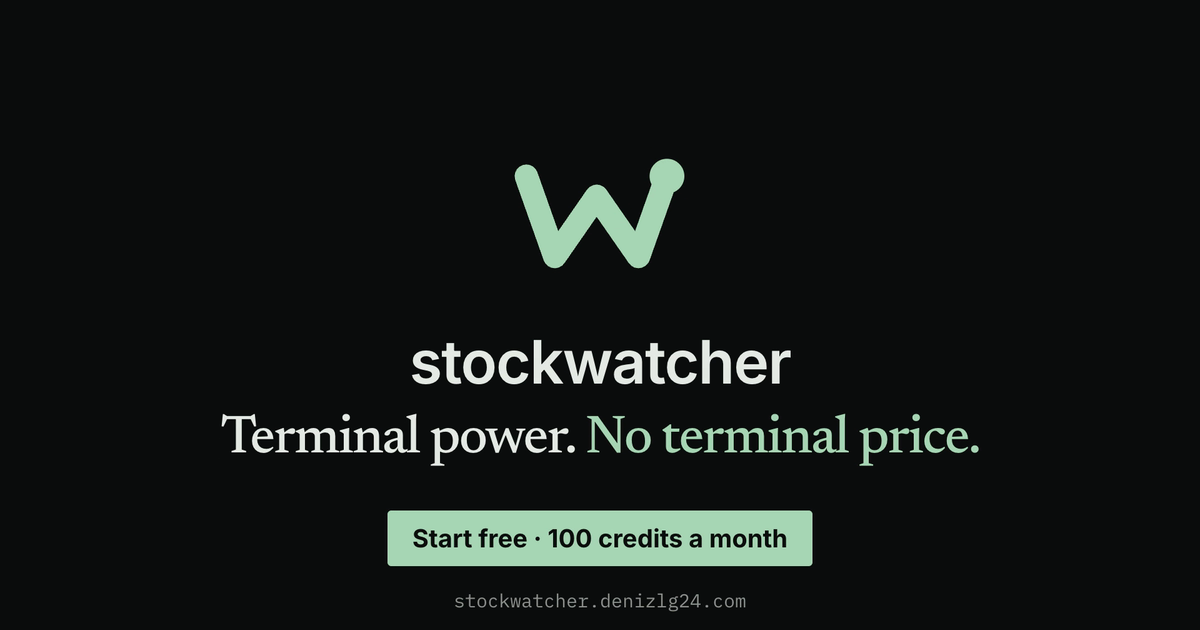 stockwatcher
Terminal power. No terminal price.
Start free · 100 credits a month
stockwatcher.denizlg24.com